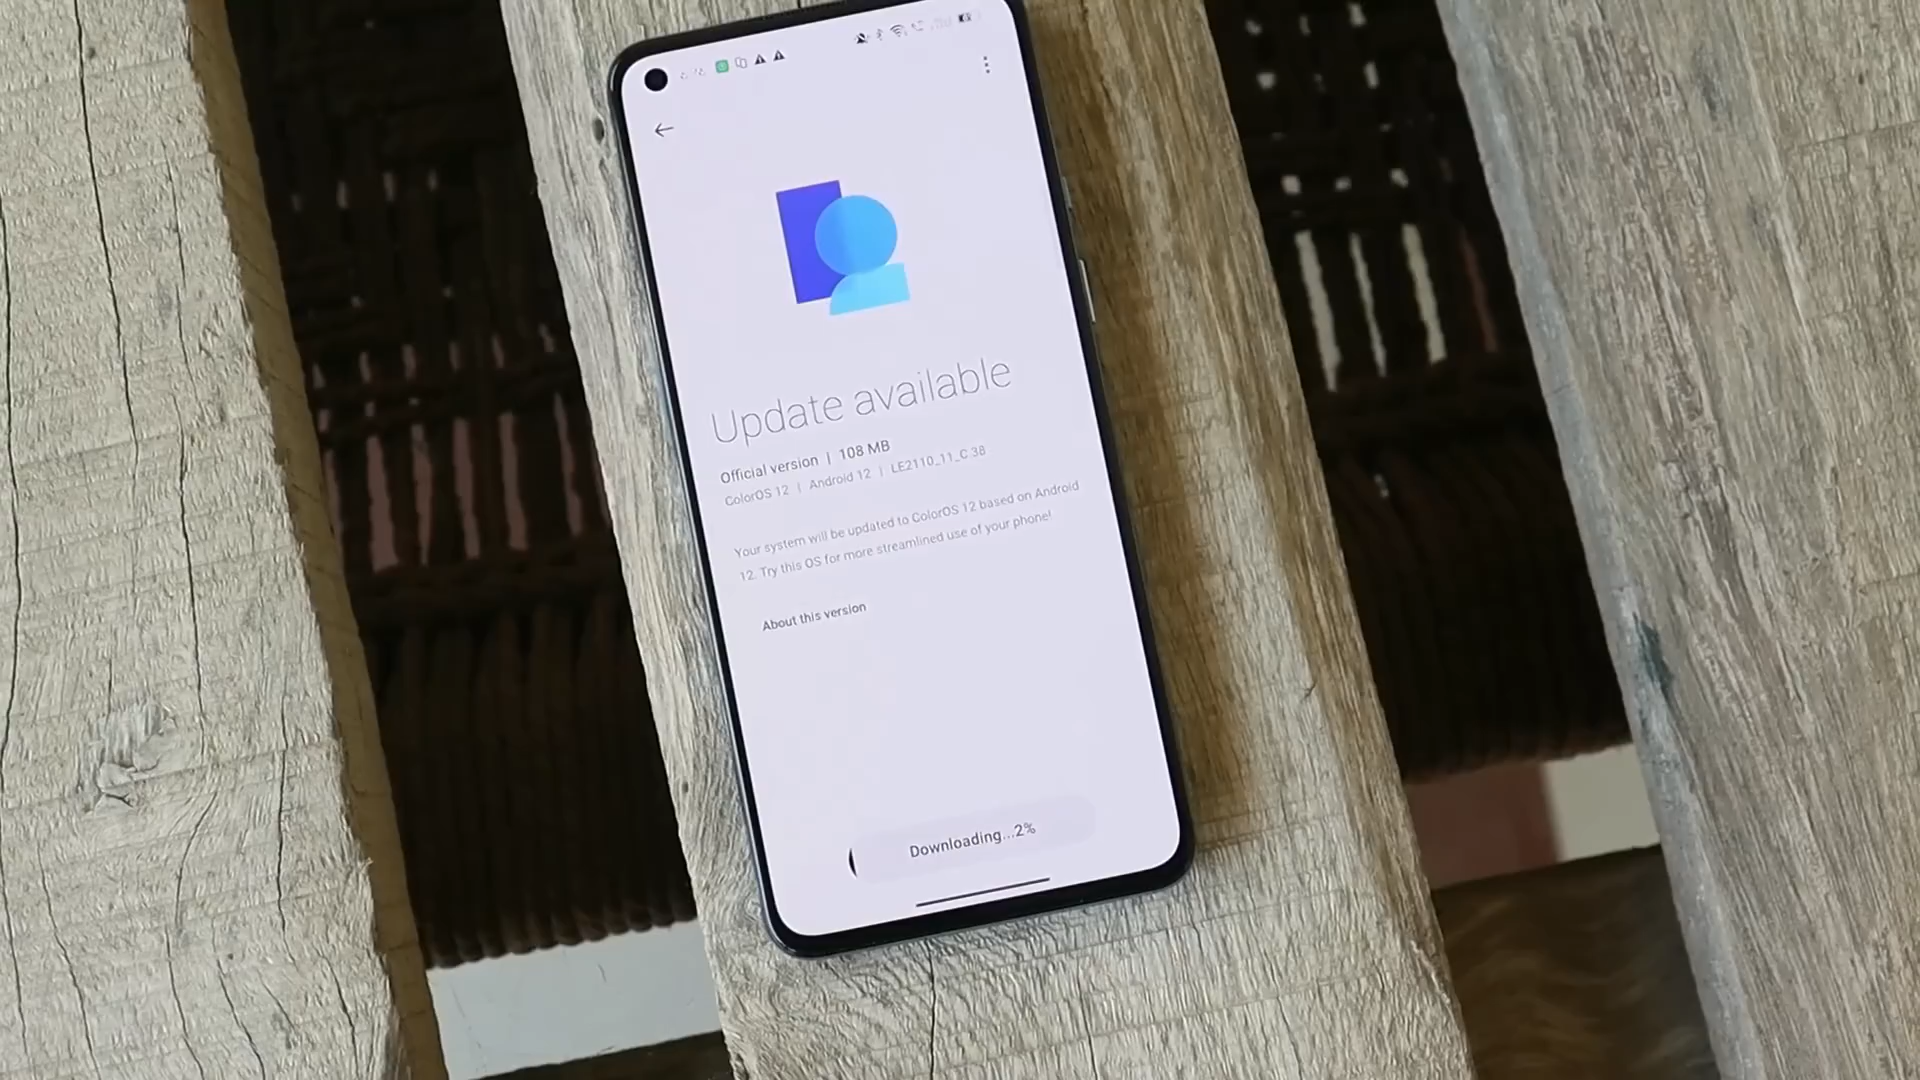 Update available
Official version | 108 MB
ColorOS 12 | Android 12 | LE2110_11_C.38
Your system will be updated to ColorOS 12 based on Android
12. Try this OS for more streamlined use of your phone!
About this version
Downloading...2%